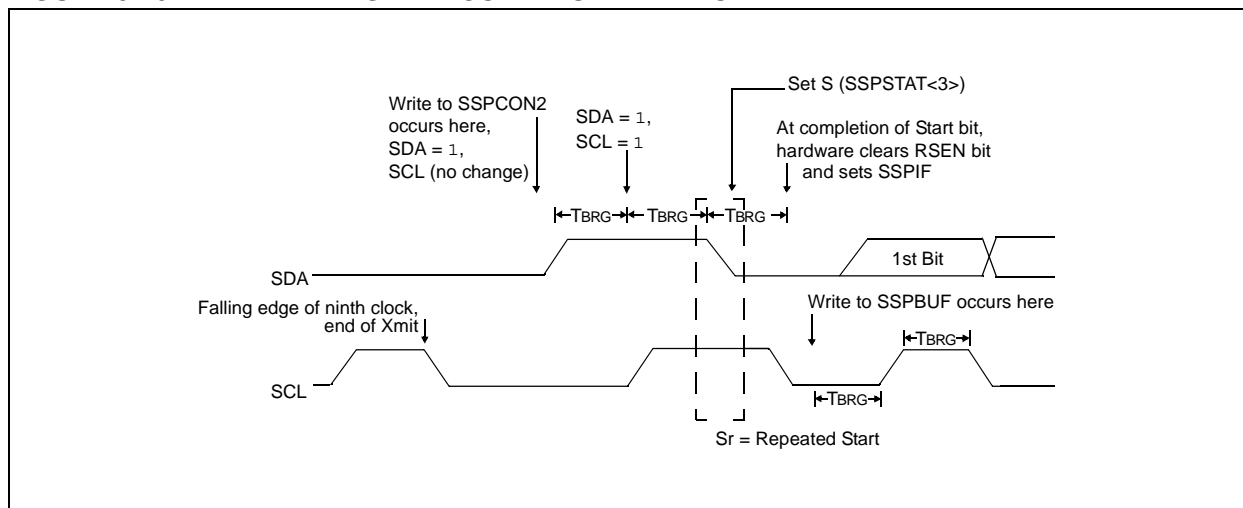 Set S (SSPSTAT<3>)
Write to SSPCON2
occurs here,
SDA = 1,
SCL (no change)
SDA = 1,
SCL = 1
At completion of Start bit,
hardware clears RSEN bit
and sets SSPIF
TBRG
TBRG
TBRG
SDA
1st Bit
Falling edge of ninth clock,
end of Xmit
Write to SSPBUF occurs here
TBRG
SCL
TBRG
Sr = Repeated Start